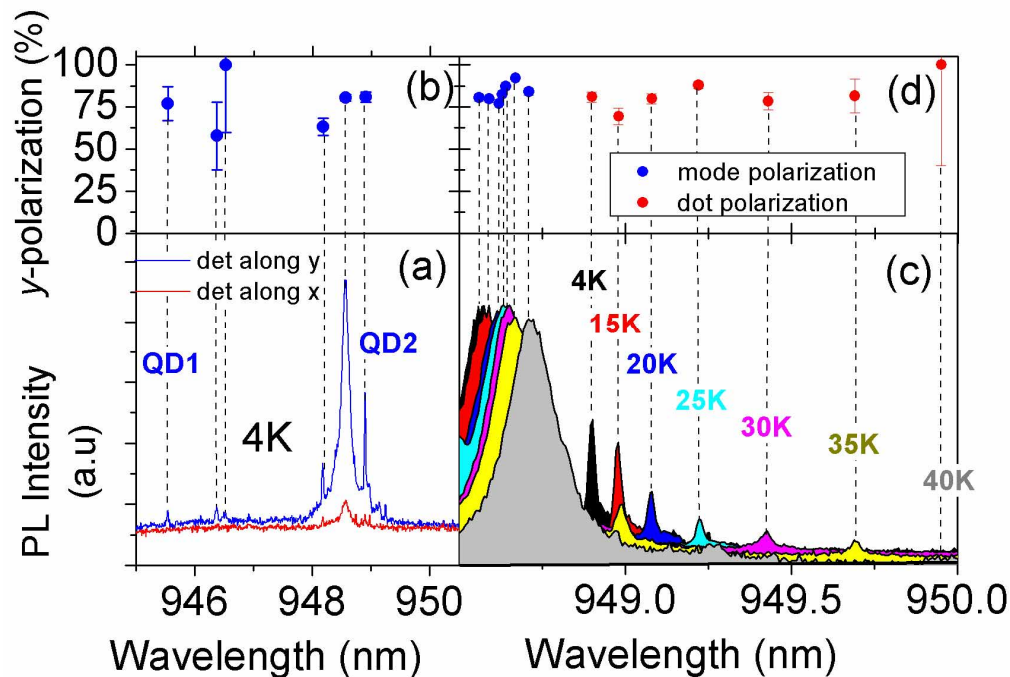 y-polarization (%)
100
75
50
25
0
(b)
(d)
mode polarization
dot polarization
PL Intensity
(a.u)
det along y
det along x
(a)
QD1
QD2
4K
(c)
4K
15K
20K
25K
30K
35K
40K
946
948
950
949.0
949.5
950.0
Wavelength (nm)
Wavelength (nm)